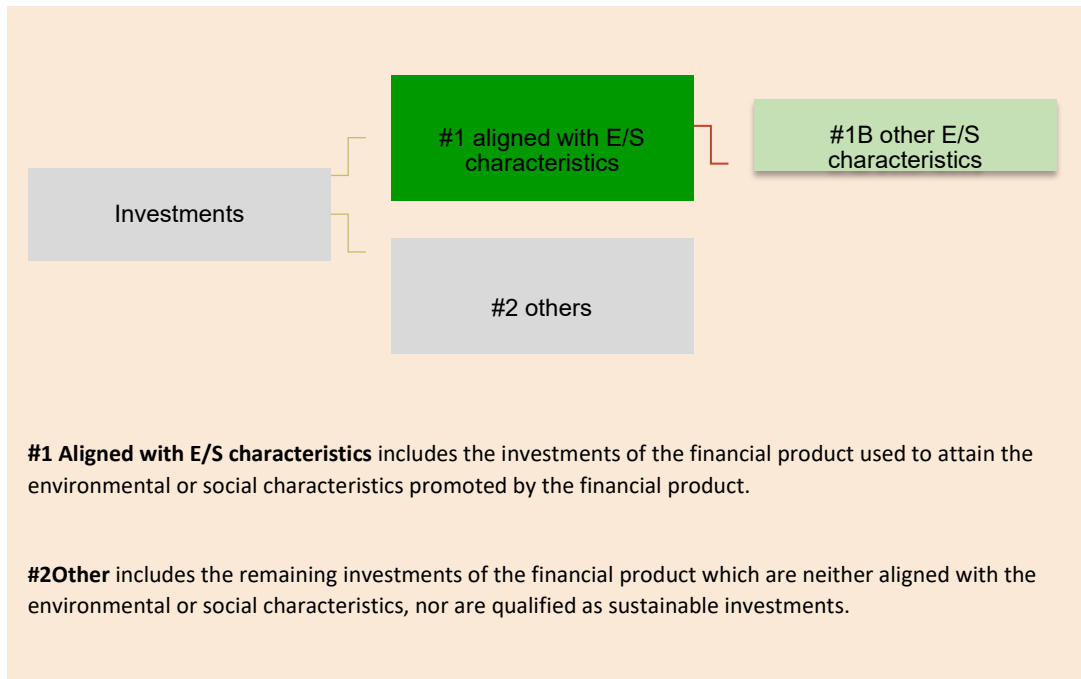 #1 aligned with E/S
characteristics
#1B other E/S
characteristics
Investments
#2 others
#1 Aligned with E/S characteristics includes the investments of the financial product used to attain the
environmental or social characteristics promoted by the financial product.
#2Other includes the remaining investments of the financial product which are neither aligned with the
environmental or social characteristics, nor are qualified as sustainable investments.